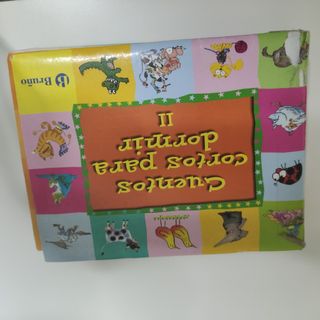 Cuentos
cortos para
dormir
II
Bruño